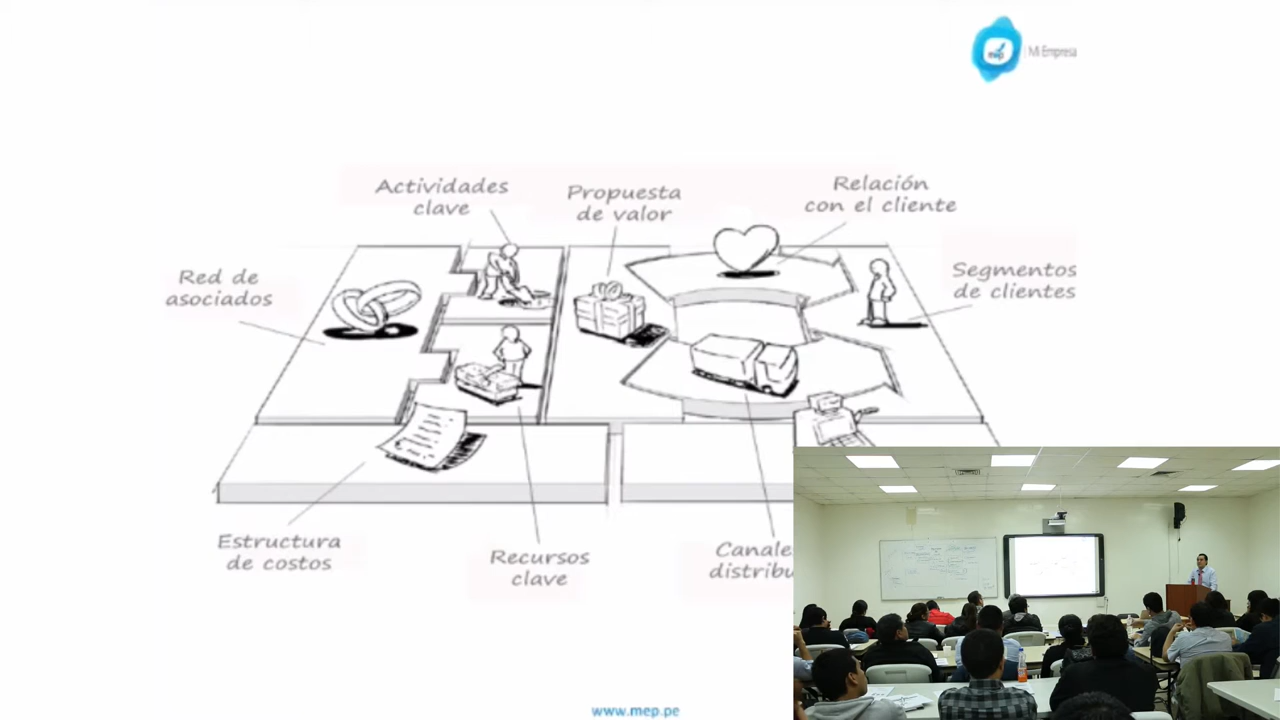 mep
Mi Empresa
Actividades
clave
Propuesta
de valor
Relación
con el cliente
Red de
asociados
Segmentos
de clientes
Estructura
de costos
Recursos
clave
Canale
distribu
www.mep.pe